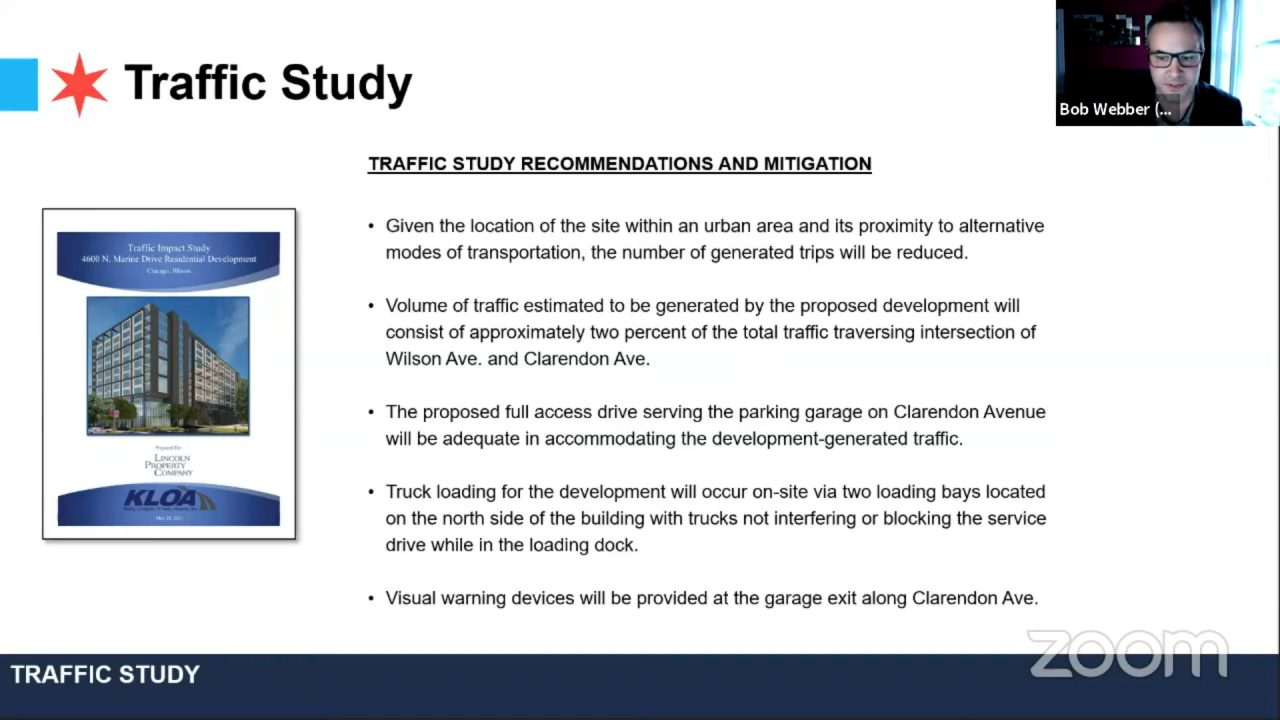 Traffic Study
Bob Webber (...
TRAFFIC STUDY RECOMMENDATIONS AND MITIGATION
• Given the location of the site within an urban area and its proximity to alternative
modes of transportation, the number of generated trips will be reduced.
• Volume of traffic estimated to be generated by the proposed development will
consist of approximately two percent of the total traffic traversing intersection of
Wilson Ave. and Clarendon Ave.
• The proposed full access drive serving the parking garage on Clarendon Avenue
will be adequate in accommodating the development-generated traffic.
• Truck loading for the development will occur on-site via two loading bays located
on the north side of the building with trucks not interfering or blocking the service
drive while in the loading dock.
• Visual warning devices will be provided at the garage exit along Clarendon Ave.
Traffic Impact Study
4600 N. Marine Drive Residential Development
Chicago, Illinois
Prepared For:
LINCOLN
PROPERTY
COMPANY
KLOA
zoom
TRAFFIC STUDY